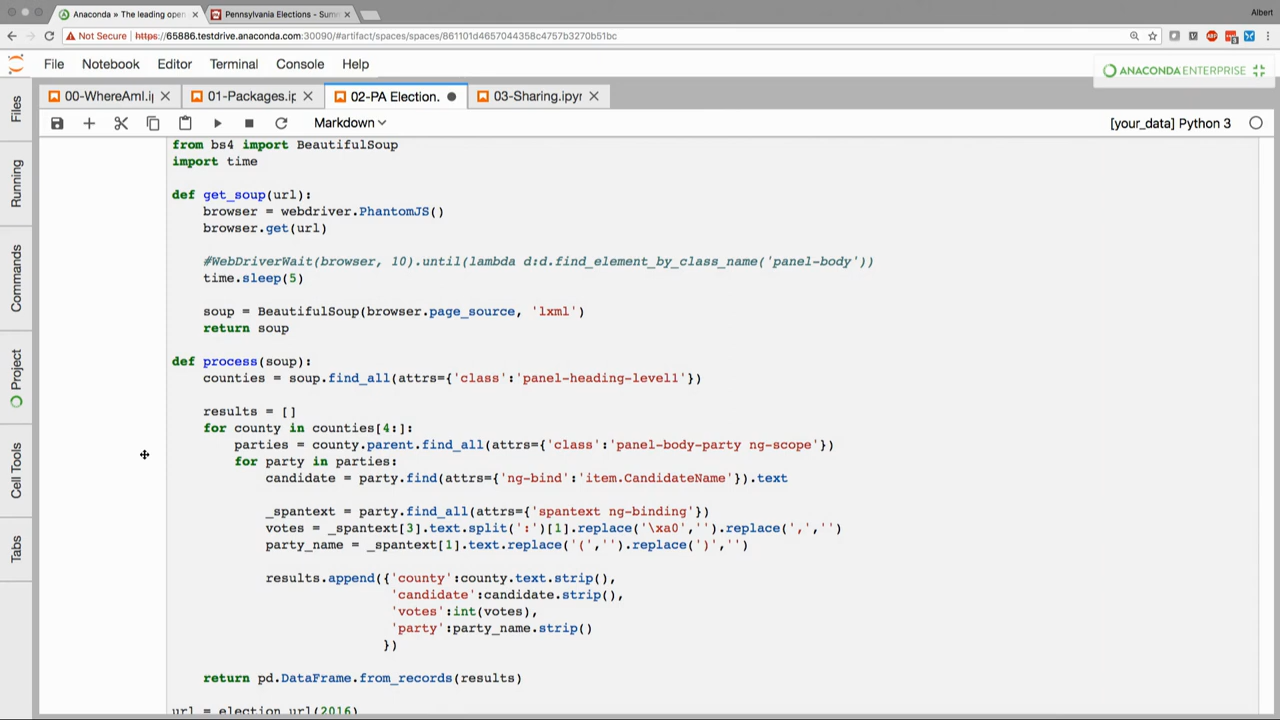 Anaconda » The leading open
Pennsylvania Elections - Sum
Albert
Not Secure https://65886.testdrive.anaconda.com:30090/#artifact/spaces/spaces/861101d4657044358c4757b3270b51bc
File Notebook Editor Terminal Console Help
ANACONDA ENTERPRISE
00-WhereAmI.i
01-Packages.ip
02-PA Election.
03-Sharing.ipyr
Markdown
[your_data] Python 3
Files
Running
Commands
Project
Cell Tools
Tabs
from bs4 import BeautifulSoup
import time
def get_soup(url):
browser = webdriver.PhantomJS()
browser.get(url)
#WebDriverWait(browser, 10).until(lambda d:d.find_element_by_class_name('panel-body'))
time.sleep(5)
soup = BeautifulSoup(browser.page_source, 'lxml')
return soup
def process(soup):
counties = soup.find_all(attrs={'class':'panel-heading-level1'})
results = []
for county in counties[4:]:
parties = county.parent.find_all(attrs={'class':'panel-body-party ng-scope'})
for party in parties:
candidate = party.find(attrs={'ng-bind':'item.CandidateName'}).text
_spantext = party.find_all(attrs={'spantext ng-binding'})
votes = _spantext[3].text.split(':')[1].replace('\xa0','').replace(',','')
party_name = _spantext[1].text.replace('(','').replace(')','')
results.append({'county':county.text.strip(),
'candidate':candidate.strip(),
'votes':int(votes),
'party':party_name.strip()
})
return pd.DataFrame.from_records(results)
url = election_url(2016)